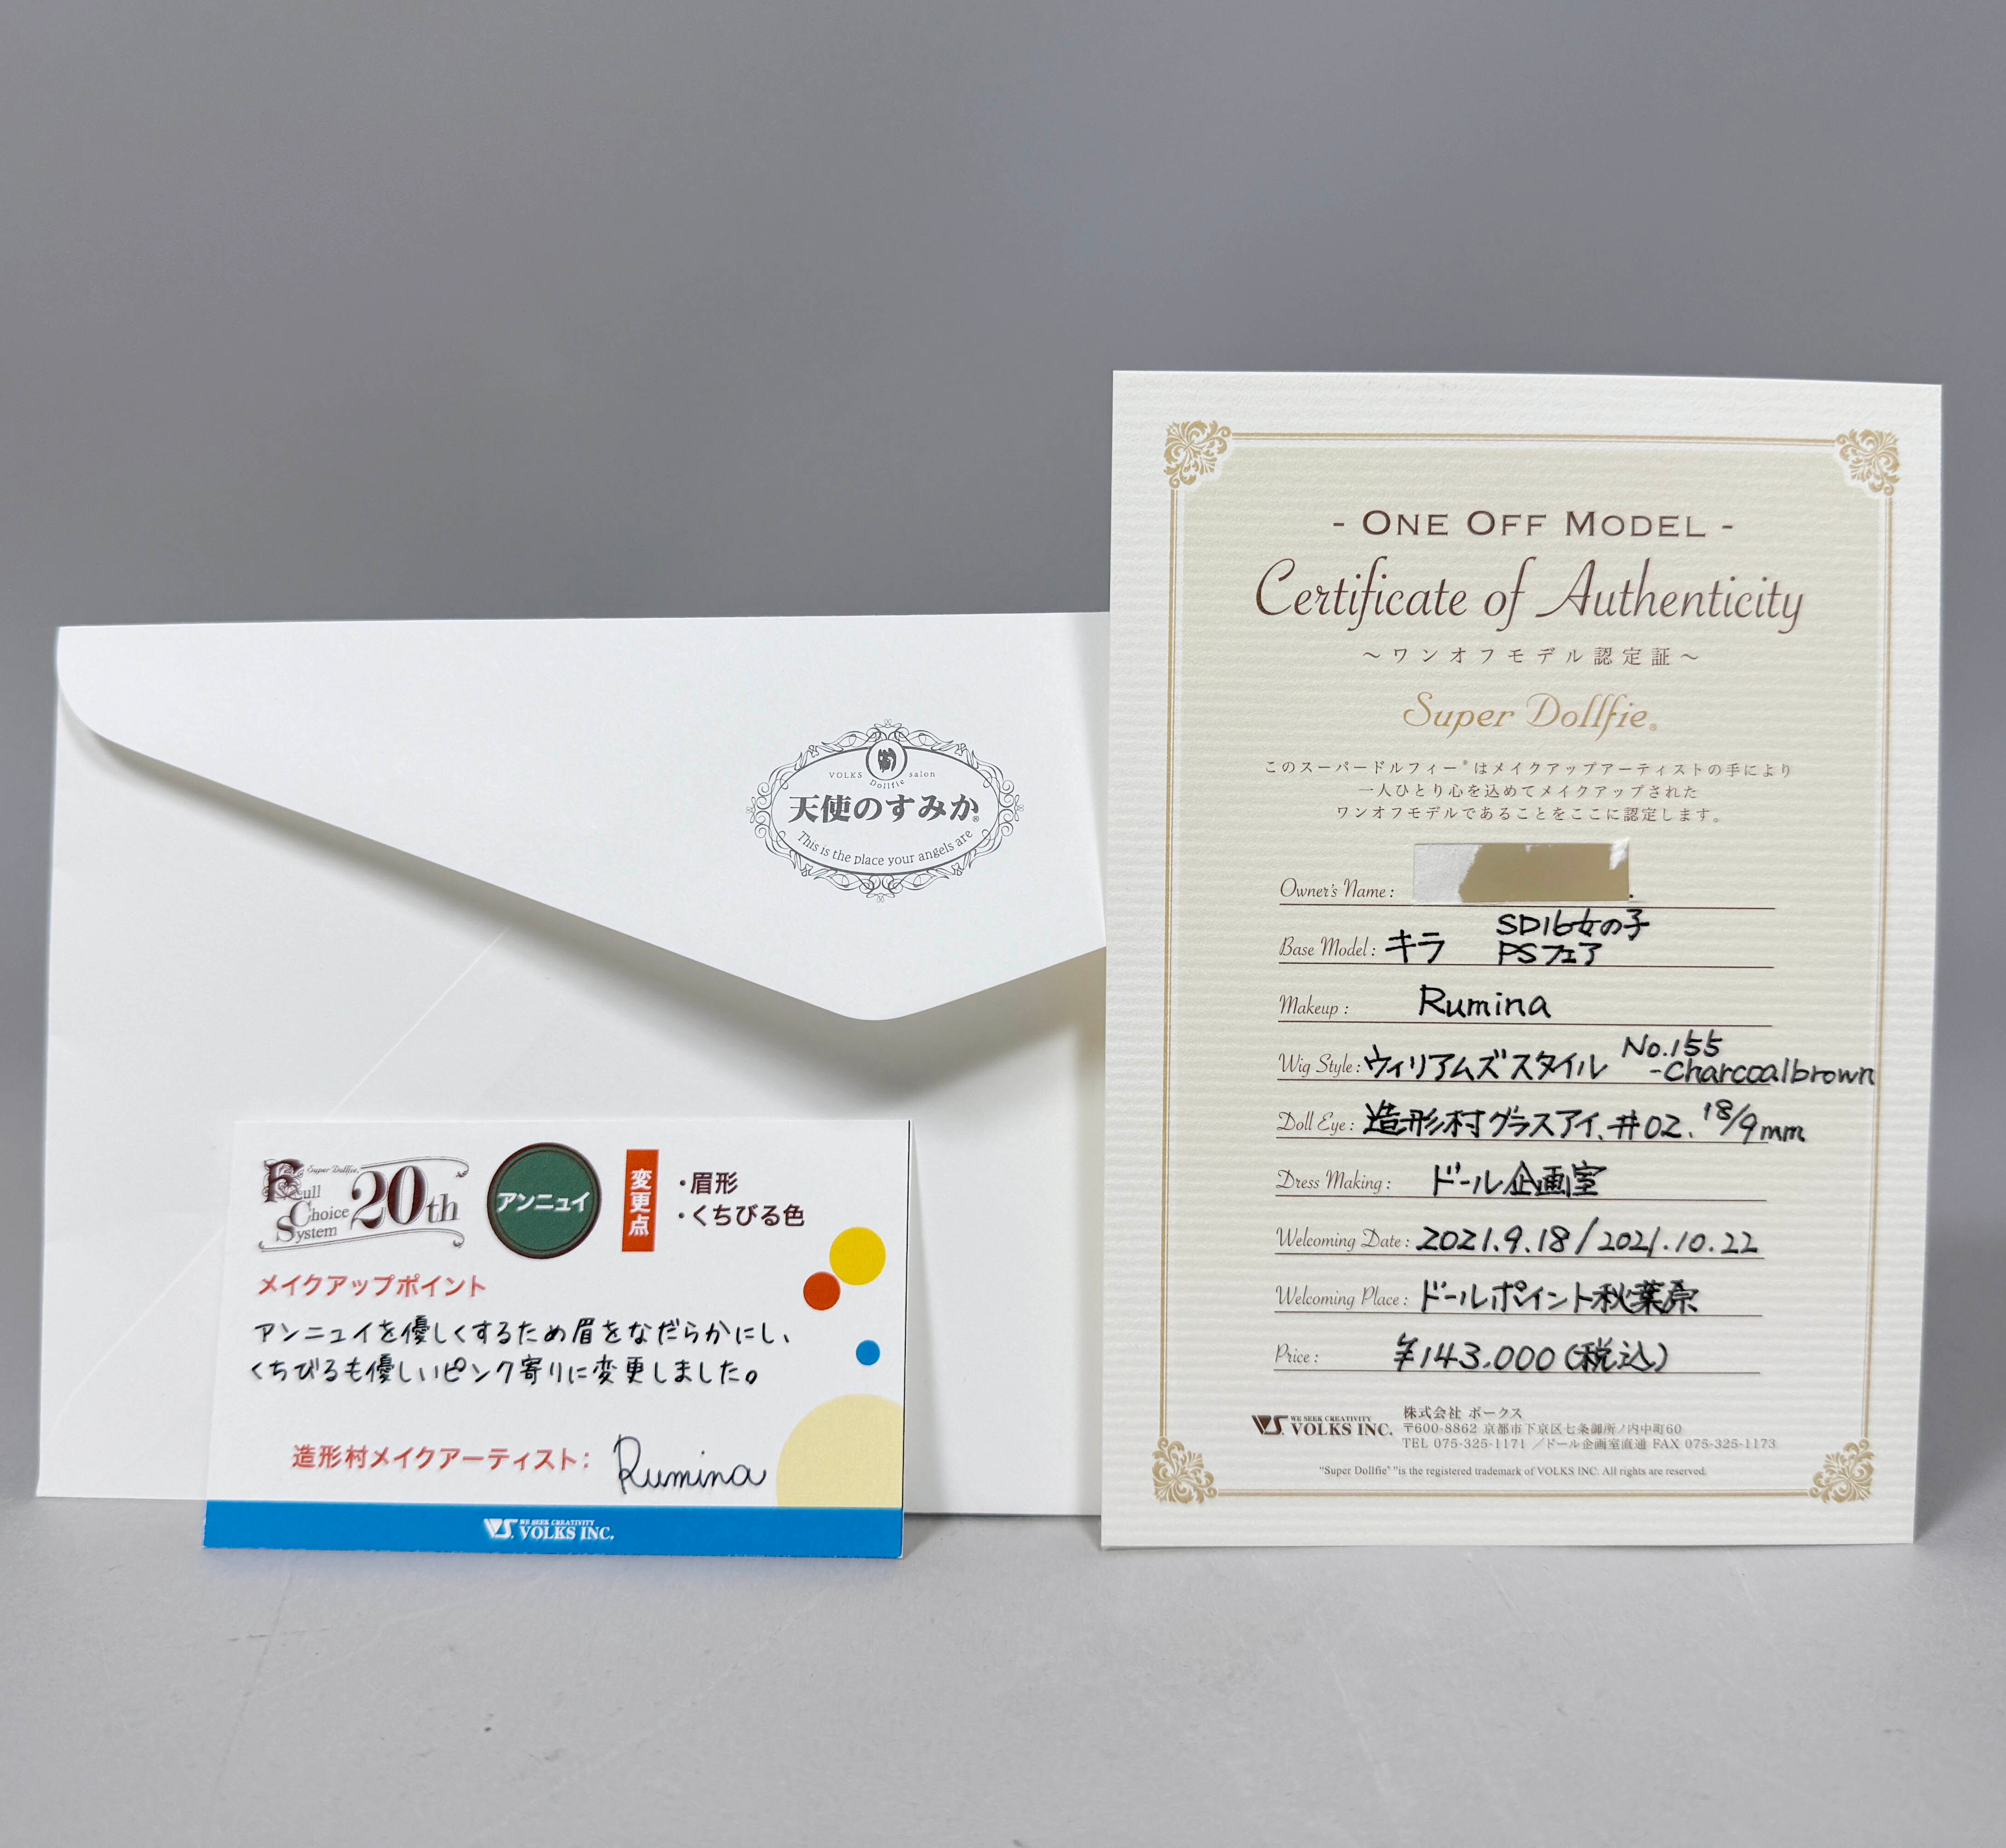 VOLKS Dollfie salon
天使のすみか®
This is the place your angels are
Super Dollfie®
Full Choice System 20th
アンニュイ
変更点
・眉形
・くちびる色
メイクアップポイント
アンニュイを優しくするため眉をなだらかにし、
くちびるも優しいピンク寄りに変更しました。
造形村メイクアーティスト: Rumina
WE SEEK CREATIVITY
VS. VOLKS INC.
- ONE OFF MODEL -
Certificate of Authenticity
～ワンオフモデル認定証～
Super Dollfie®
このスーパードルフィー®はメイクアップアーティストの手により
一人ひとり心を込めてメイクアップされた
ワンオフモデルであることをここに認定します。
Owner's Name:
Base Model: キラ SD16女の子 PSフェア
Makeup: Rumina
Wig Style: ウィリアムズスタイル No.155 -Charcoalbrown
Doll Eye: 造形村グラスアイ、#02. 18/9mm
Dress Making: ドール企画室
Welcoming Date: 2021.9.18/2021.10.22
Welcoming Place: ドールポイント秋葉原
Price: ¥143.000(税込)
WE SEEK CREATIVITY
VS. VOLKS INC.
株式会社 ボークス
〒600-8862 京都市下京区七条御所ノ内中町60
TEL 075-325-1171 ／ドール企画室直通 FAX 075-325-1173
"Super Dollfie® "is the registered trademark of VOLKS INC. All rights are reserved.